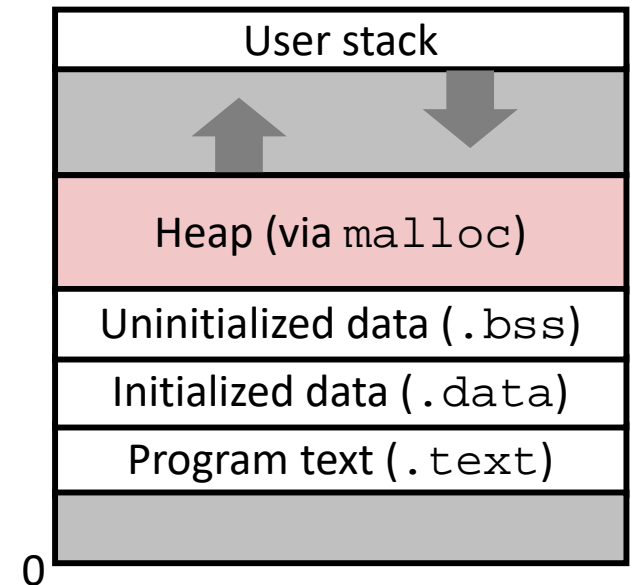 User stack
Heap (via malloc)
Uninitialized data (.bss)
Initialized data (.data)
Program text (.text)
0